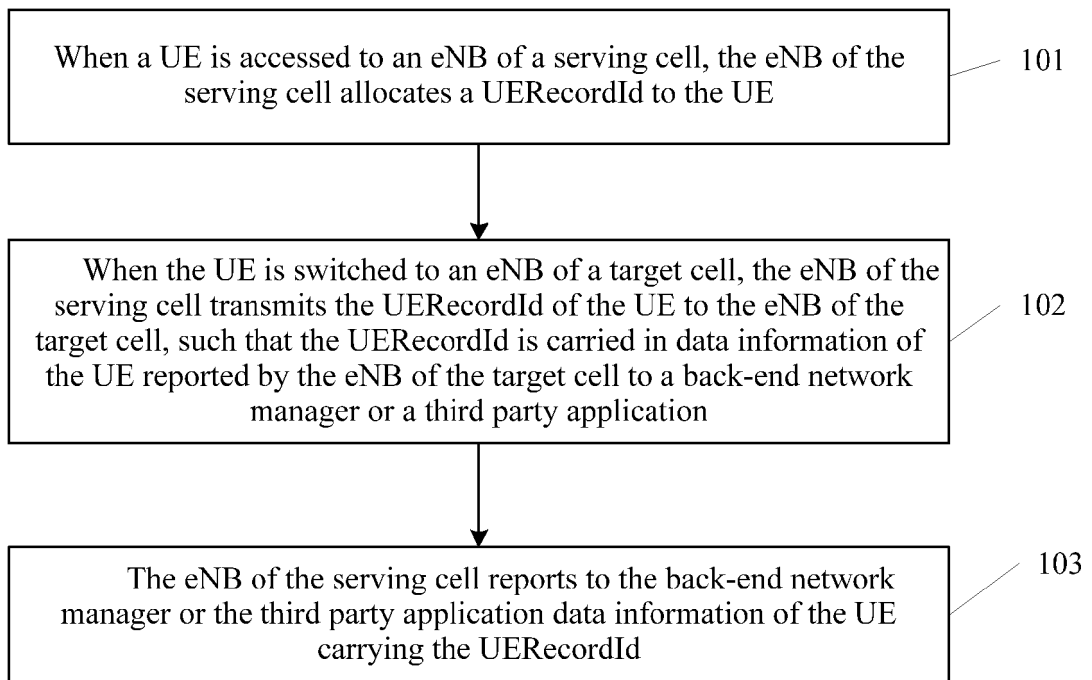 When a UE is accessed to an eNB of a serving cell, the eNB of the
serving cell allocates a UERecordId to the UE
101
When the UE is switched to an eNB of a target cell, the eNB of the
serving cell transmits the UERecordId of the UE to the eNB of the
target cell, such that the UERecordId is carried in data information of
the UE reported by the eNB of the target cell to a back-end network
manager or a third party application
102
The eNB of the serving cell reports to the back-end network
manager or the third party application data information of the UE
carrying the UERecordId
103